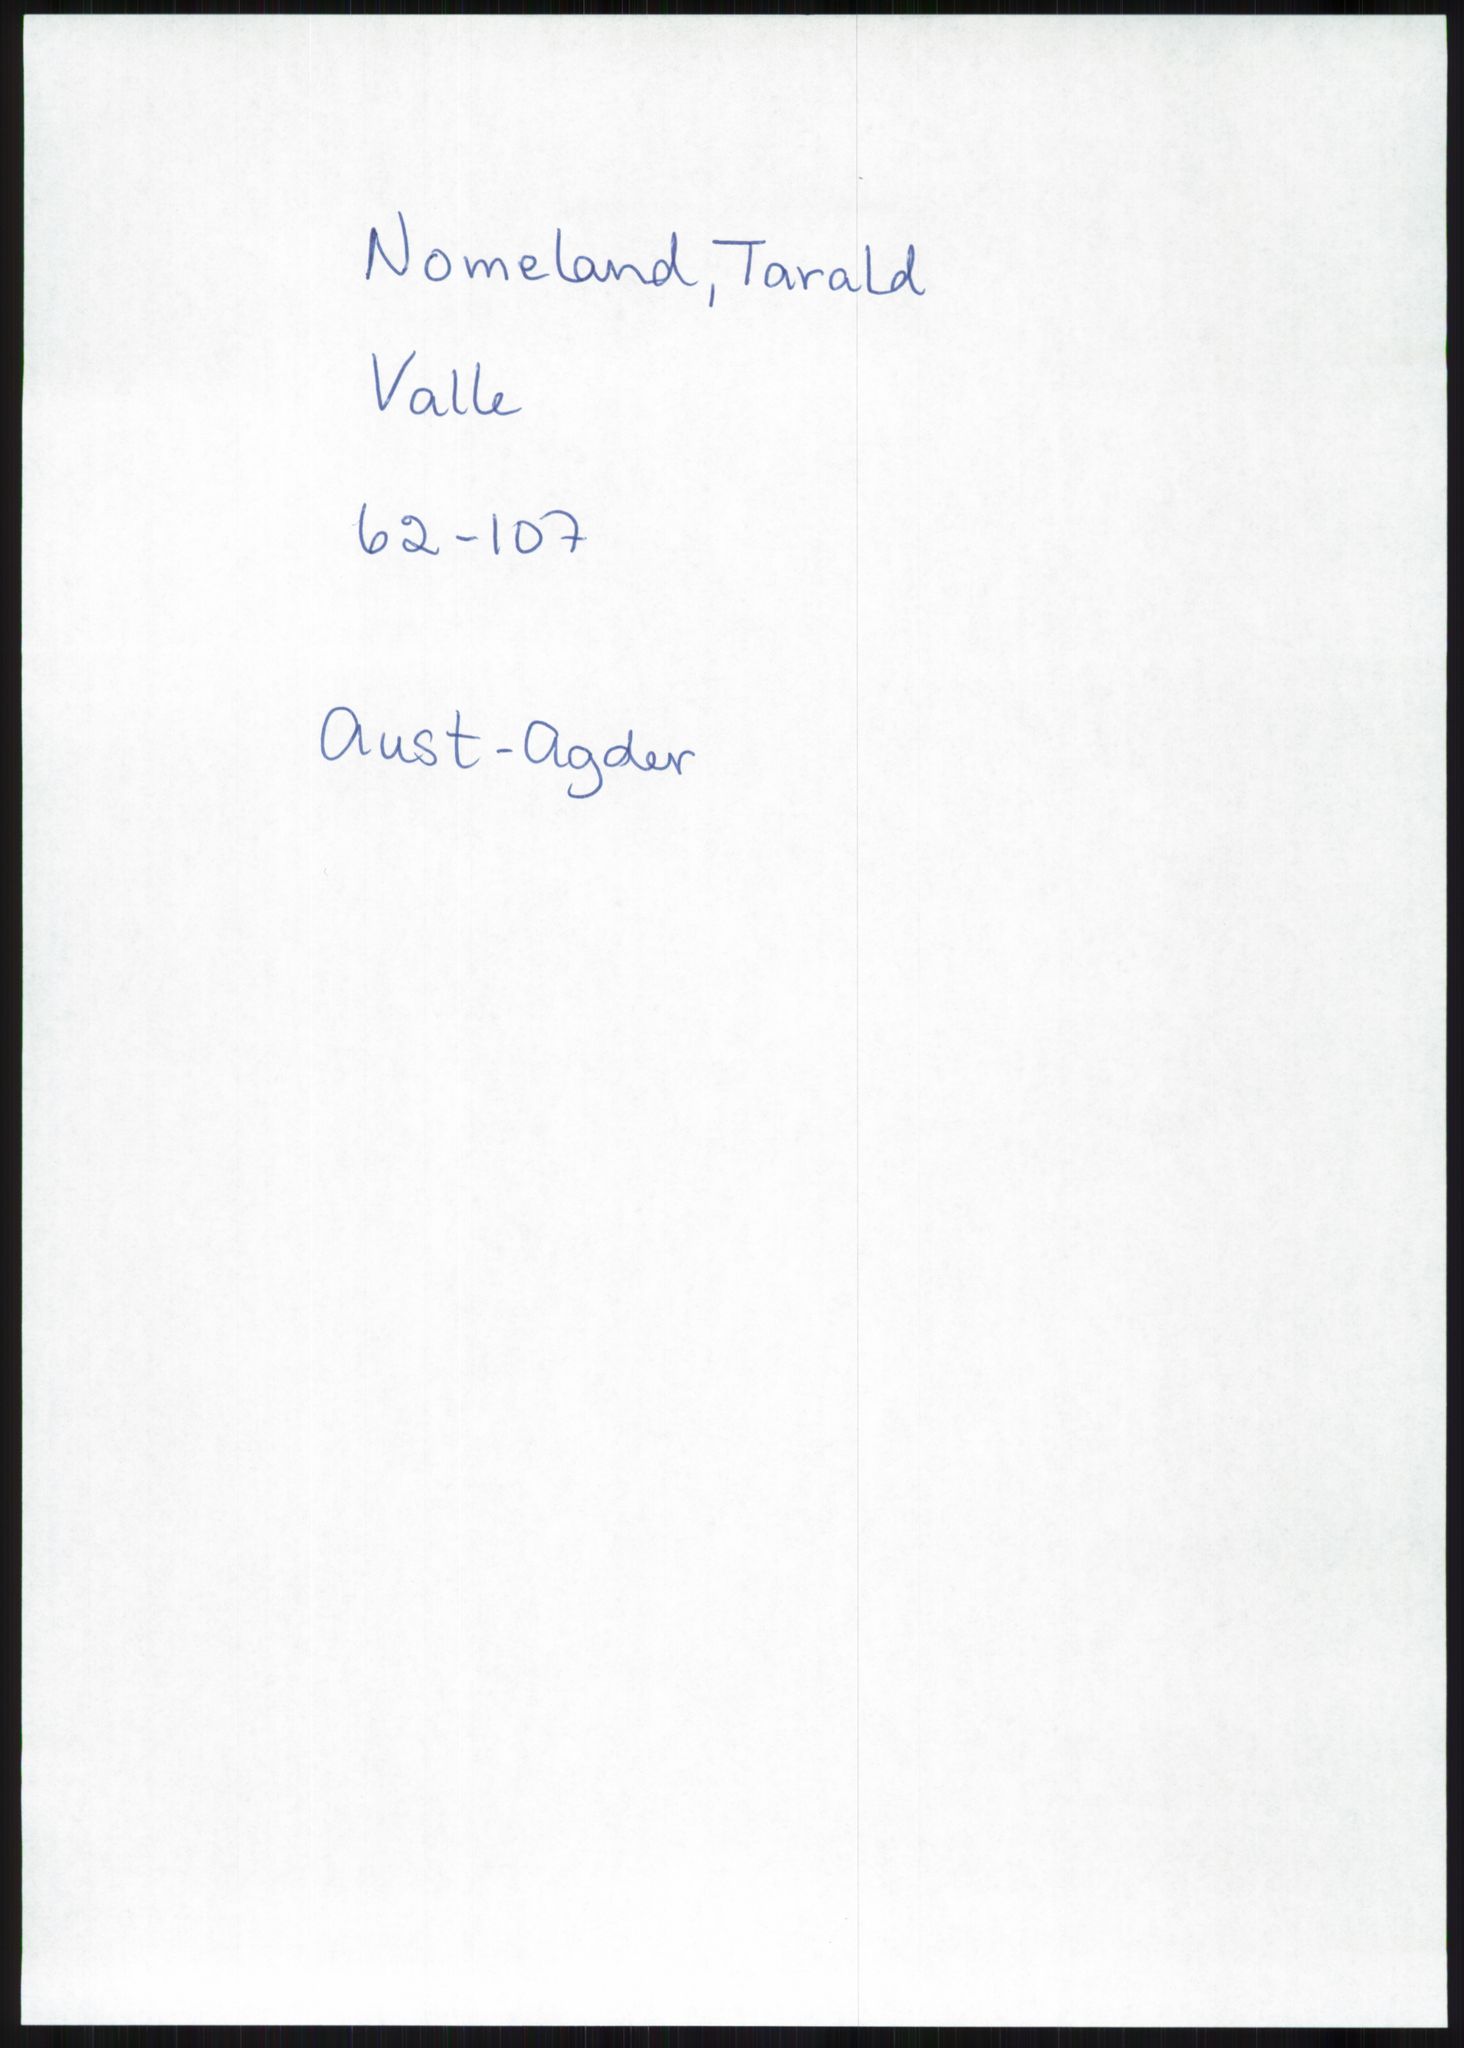 Nomeland, Tarald
Valle
62-107
Aust-Agder